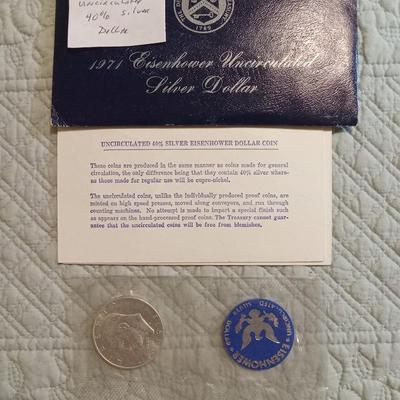 Uncirculated
40% Silver
Dollar
TREASURY
1789
1971 Eisenhower Uncirculated
Silver Dollar
UNCIRCULATED 40% SILVER EISENHOWER DOLLAR COIN
These coins are produced in the same manner as coins made for general
circulation, the only difference being that they contain 40% silver where-
as those made for regular use will be cupro-nickel.
The uncirculated coins, unlike the individually produced proof coins, are
minted on high speed presses, moved along conveyors, and run through
counting machines. No attempt is made to impart a special finish such
as appears on the hand-processed proof coins. The Treasury cannot guar-
antee that the uncirculated coins will be free from blemishes.
UNCIRCULATED SILVER DOLLAR
EISENHOWER